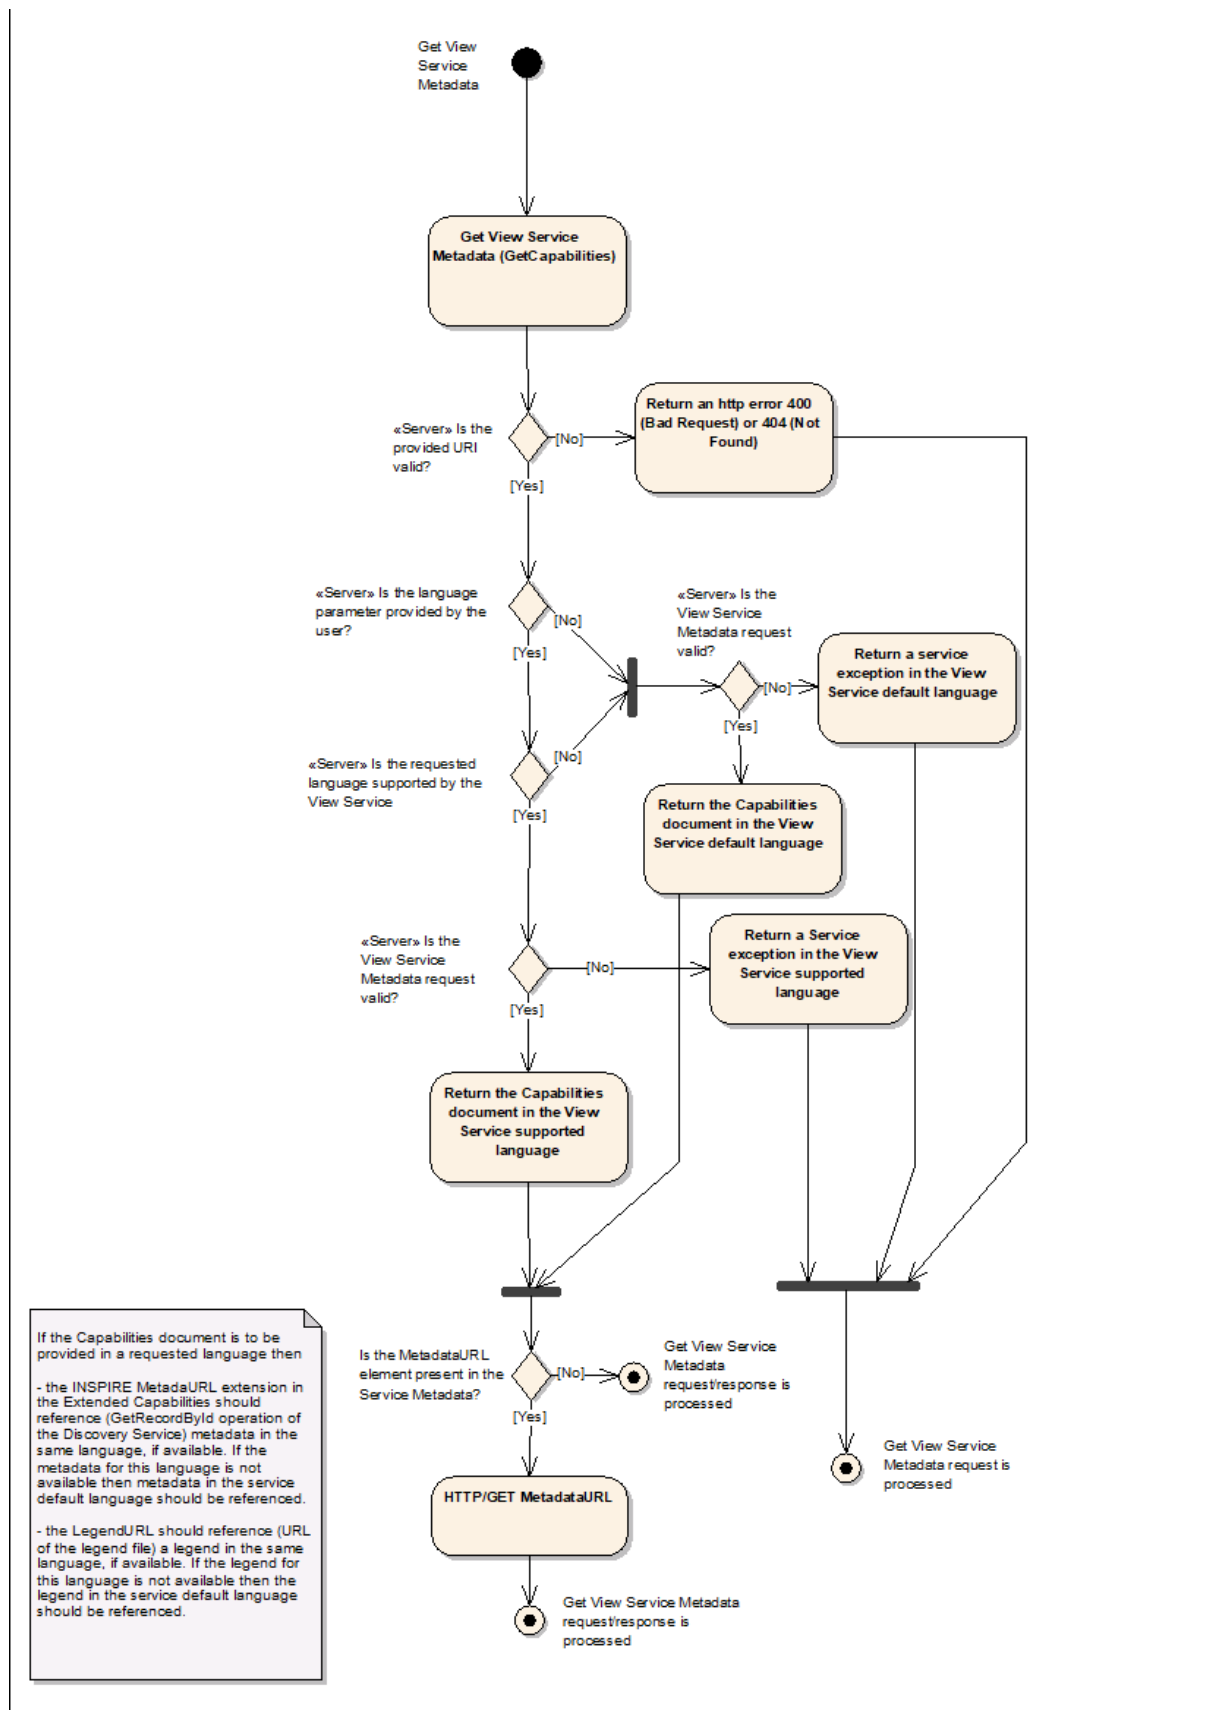 Get View
Service
Metadata
Get View Service
Metadata (GetCapabilities)
«Server» Is the
provided URI
valid?
[No]
[Yes]
Return an http error 400
(Bad Request) or 404 (Not
Found)
«Server» Is the language
parameter provided by the
user?
[No]
[Yes]
«Server» Is the
View Service
Metadata request
valid?
[No]
[Yes]
Return a service
exception in the View
Service default language
«Server» Is the requested
language supported by the
View Service
[No]
[Yes]
Return the Capabilities
document in the View
Service default language
«Server» Is the
View Service
Metadata request
valid?
[No]
[Yes]
Return a Service
exception in the View
Service supported
language
Return the Capabilities
document in the View
Service supported
language
If the Capabilities document is to be
provided in a requested language then
- the INSPIRE MetadaURL extension in
the Extended Capabilities should
reference (GetRecordById operation of
the Discovery Service) metadata in the
same language, if available. If the
metadata for this language is not
available then metadata in the service
default language should be referenced.
- the LegendURL should reference (URL
of the legend file) a legend in the same
language, if available. If the legend for
this language is not available then the
legend in the service default language
should be referenced.
Is the MetadataURL
element present in the
Service Metadata?
[No]
[Yes]
Get View Service
Metadata
request/response is
processed
Get View Service
Metadata request is
processed
HTTP/GET MetadataURL
Get View Service Metadata
request/response is
processed